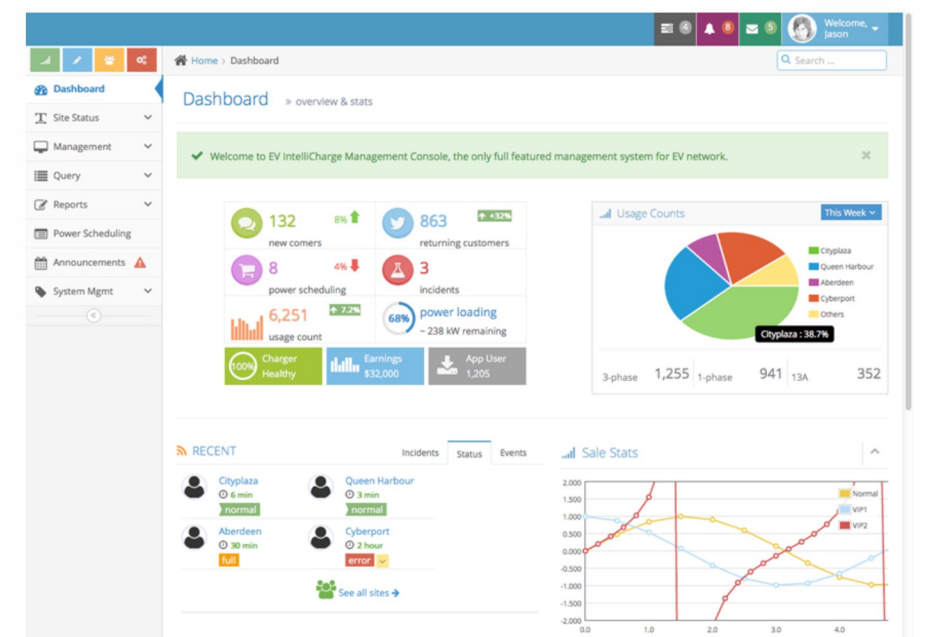 4
8
5
Welcome,
Jason
Home > Dashboard
Search ...
Dashboard
Site Status
Management
Query
Reports
Power Scheduling
Announcements
System Mgmt
Dashboard » overview & stats
Welcome to EV IntelliCharge Management Console, the only full featured management system for EV network.
132 8%
new comers
863 +32%
returning customers
8 4%
power scheduling
3
incidents
6,251 7.2%
usage count
68% power loading
~ 238 kW remaining
100% Charger
Healthy
Earnings
$32,000
App User
1,205
Usage Counts
This Week
Cityplaza
Queen Harbour
Aberdeen
Cyberport
Others
Cityplaza : 38.7%
3-phase 1,255 1-phase 941 13A 352
RECENT
Incidents Status Events
Cityplaza
6 min
normal
Queen Harbour
3 min
normal
Aberdeen
30 min
full
Cyberport
2 hour
error
See all sites
Sale Stats
2.000
1.500
1.000
0.500
0.000
-0.500
-1.000
-1.500
-2.000
0.0 1.0 2.0 3.0 4.0
Normal
VIP1
VIP2